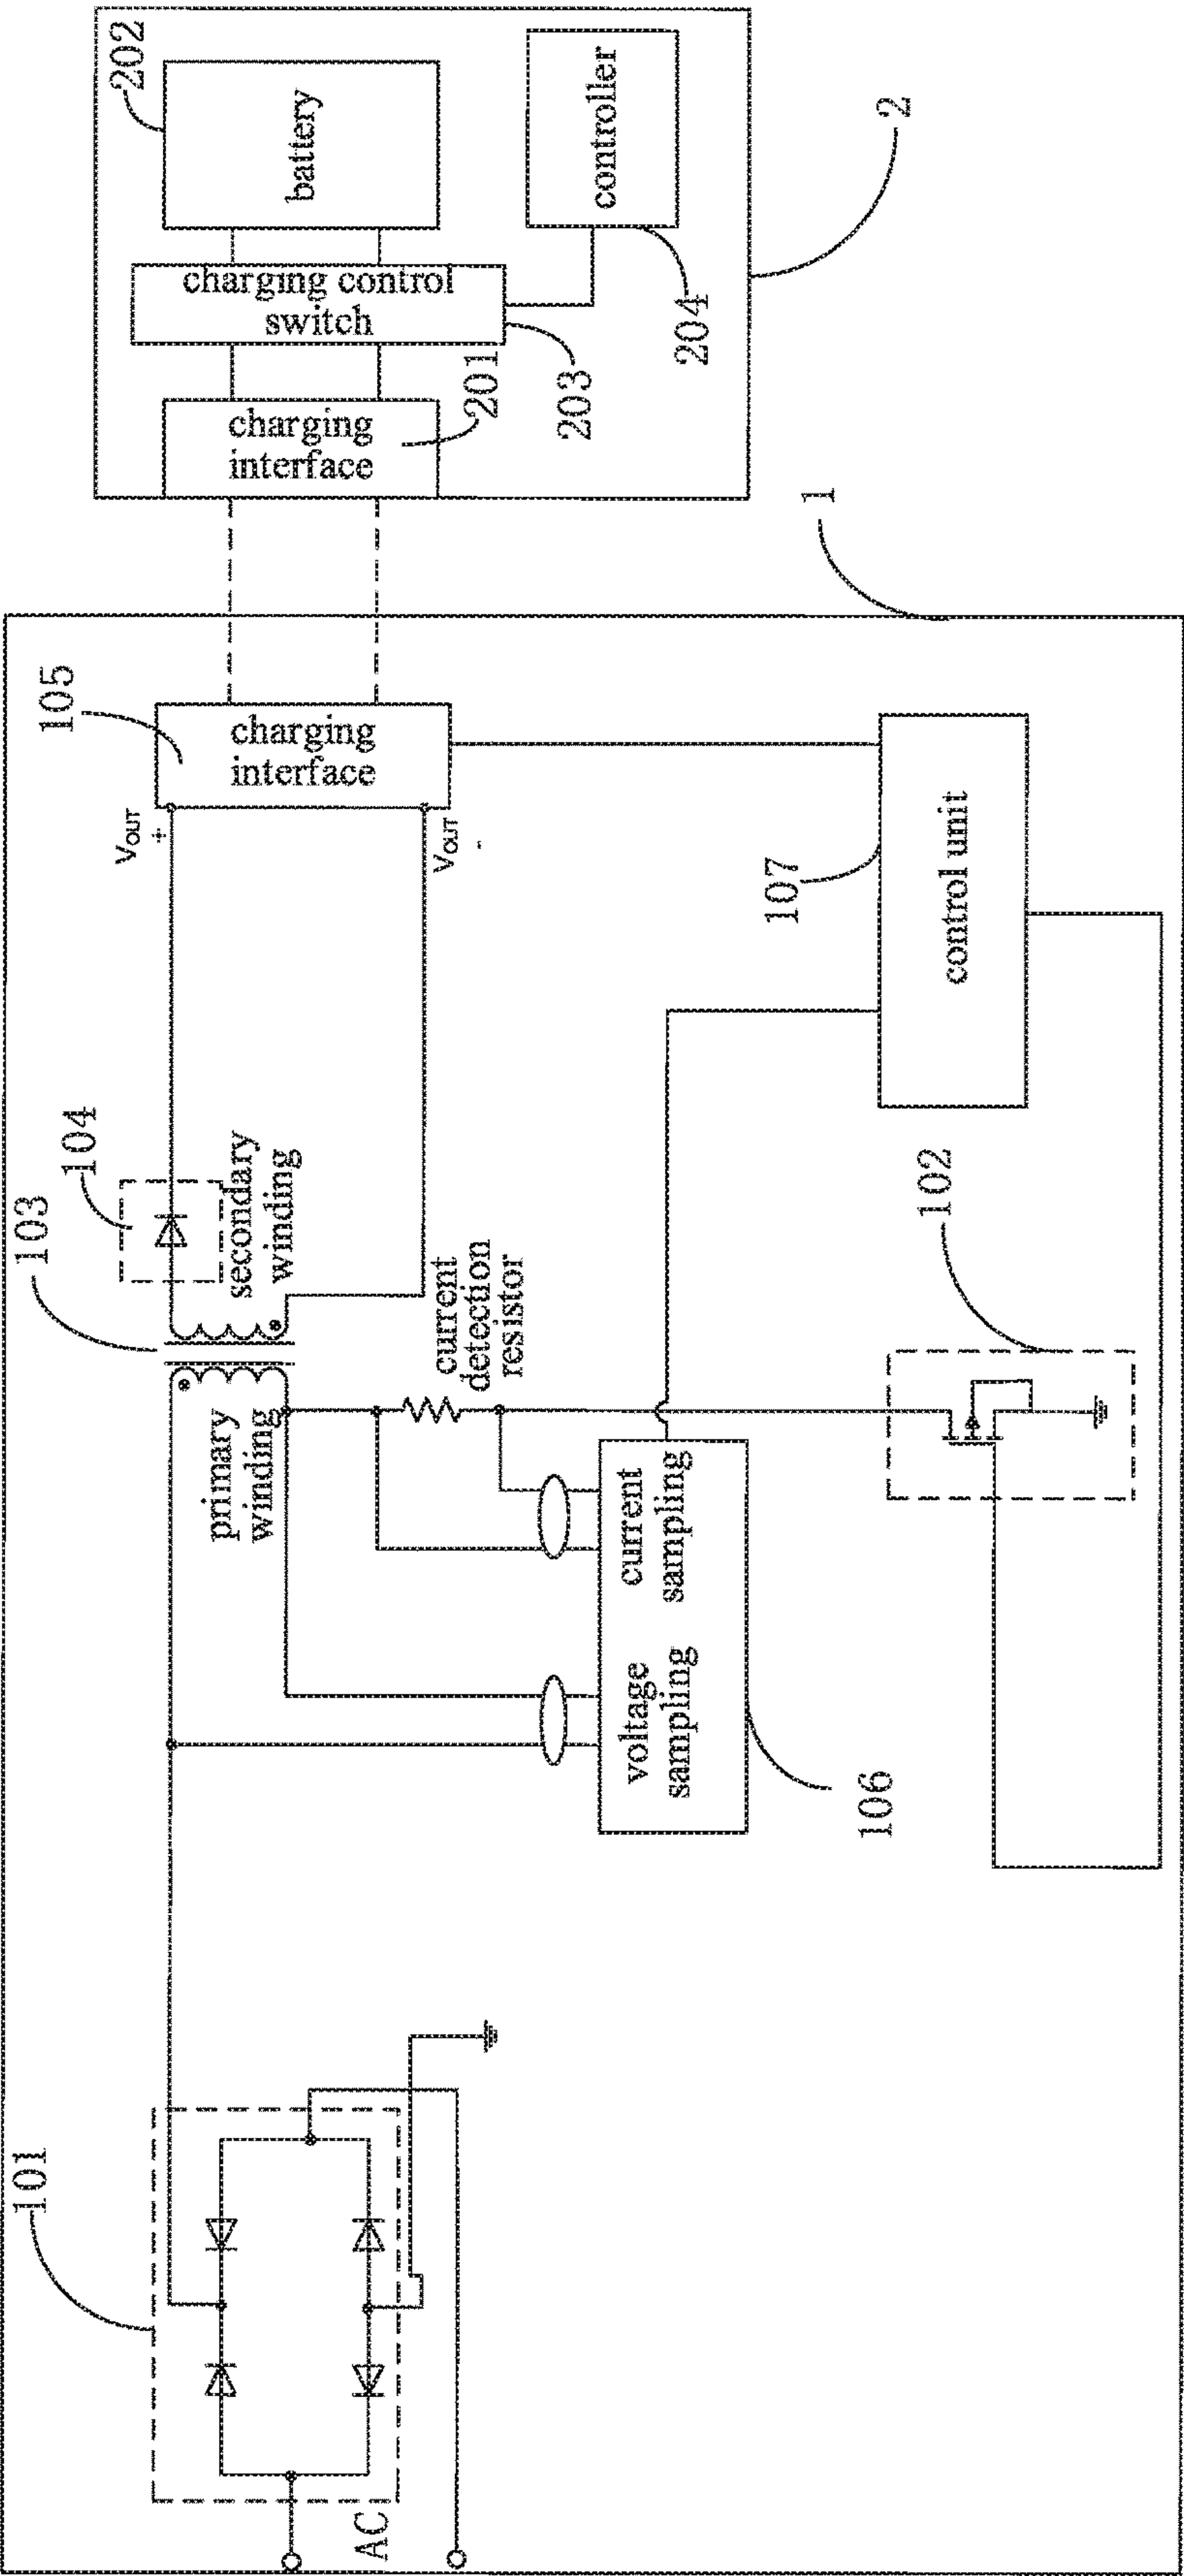 101
AC
103
104
primary
winding
secondary
winding
current
detection
resistor
VOUT
+
VOUT
-
105
charging
interface
voltage
sampling
current
sampling
106
107
control unit
102
1
charging
interface
201
charging control
switch
203
202
battery
controller
204
2